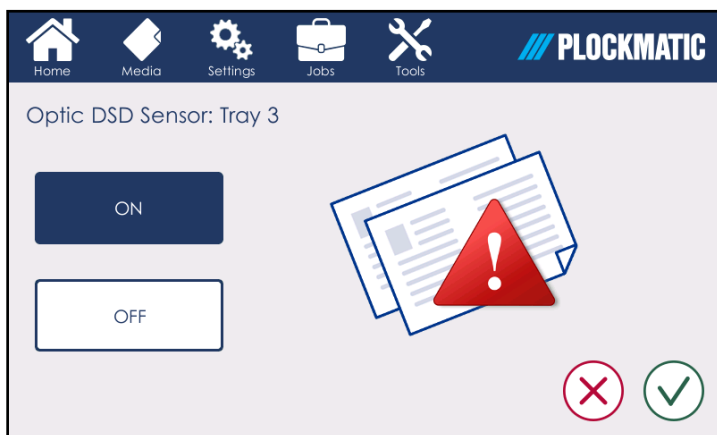 Home Media Settings Jobs Tools PLOCKMATIC
Optic DSD Sensor: Tray 3
ON
OFF